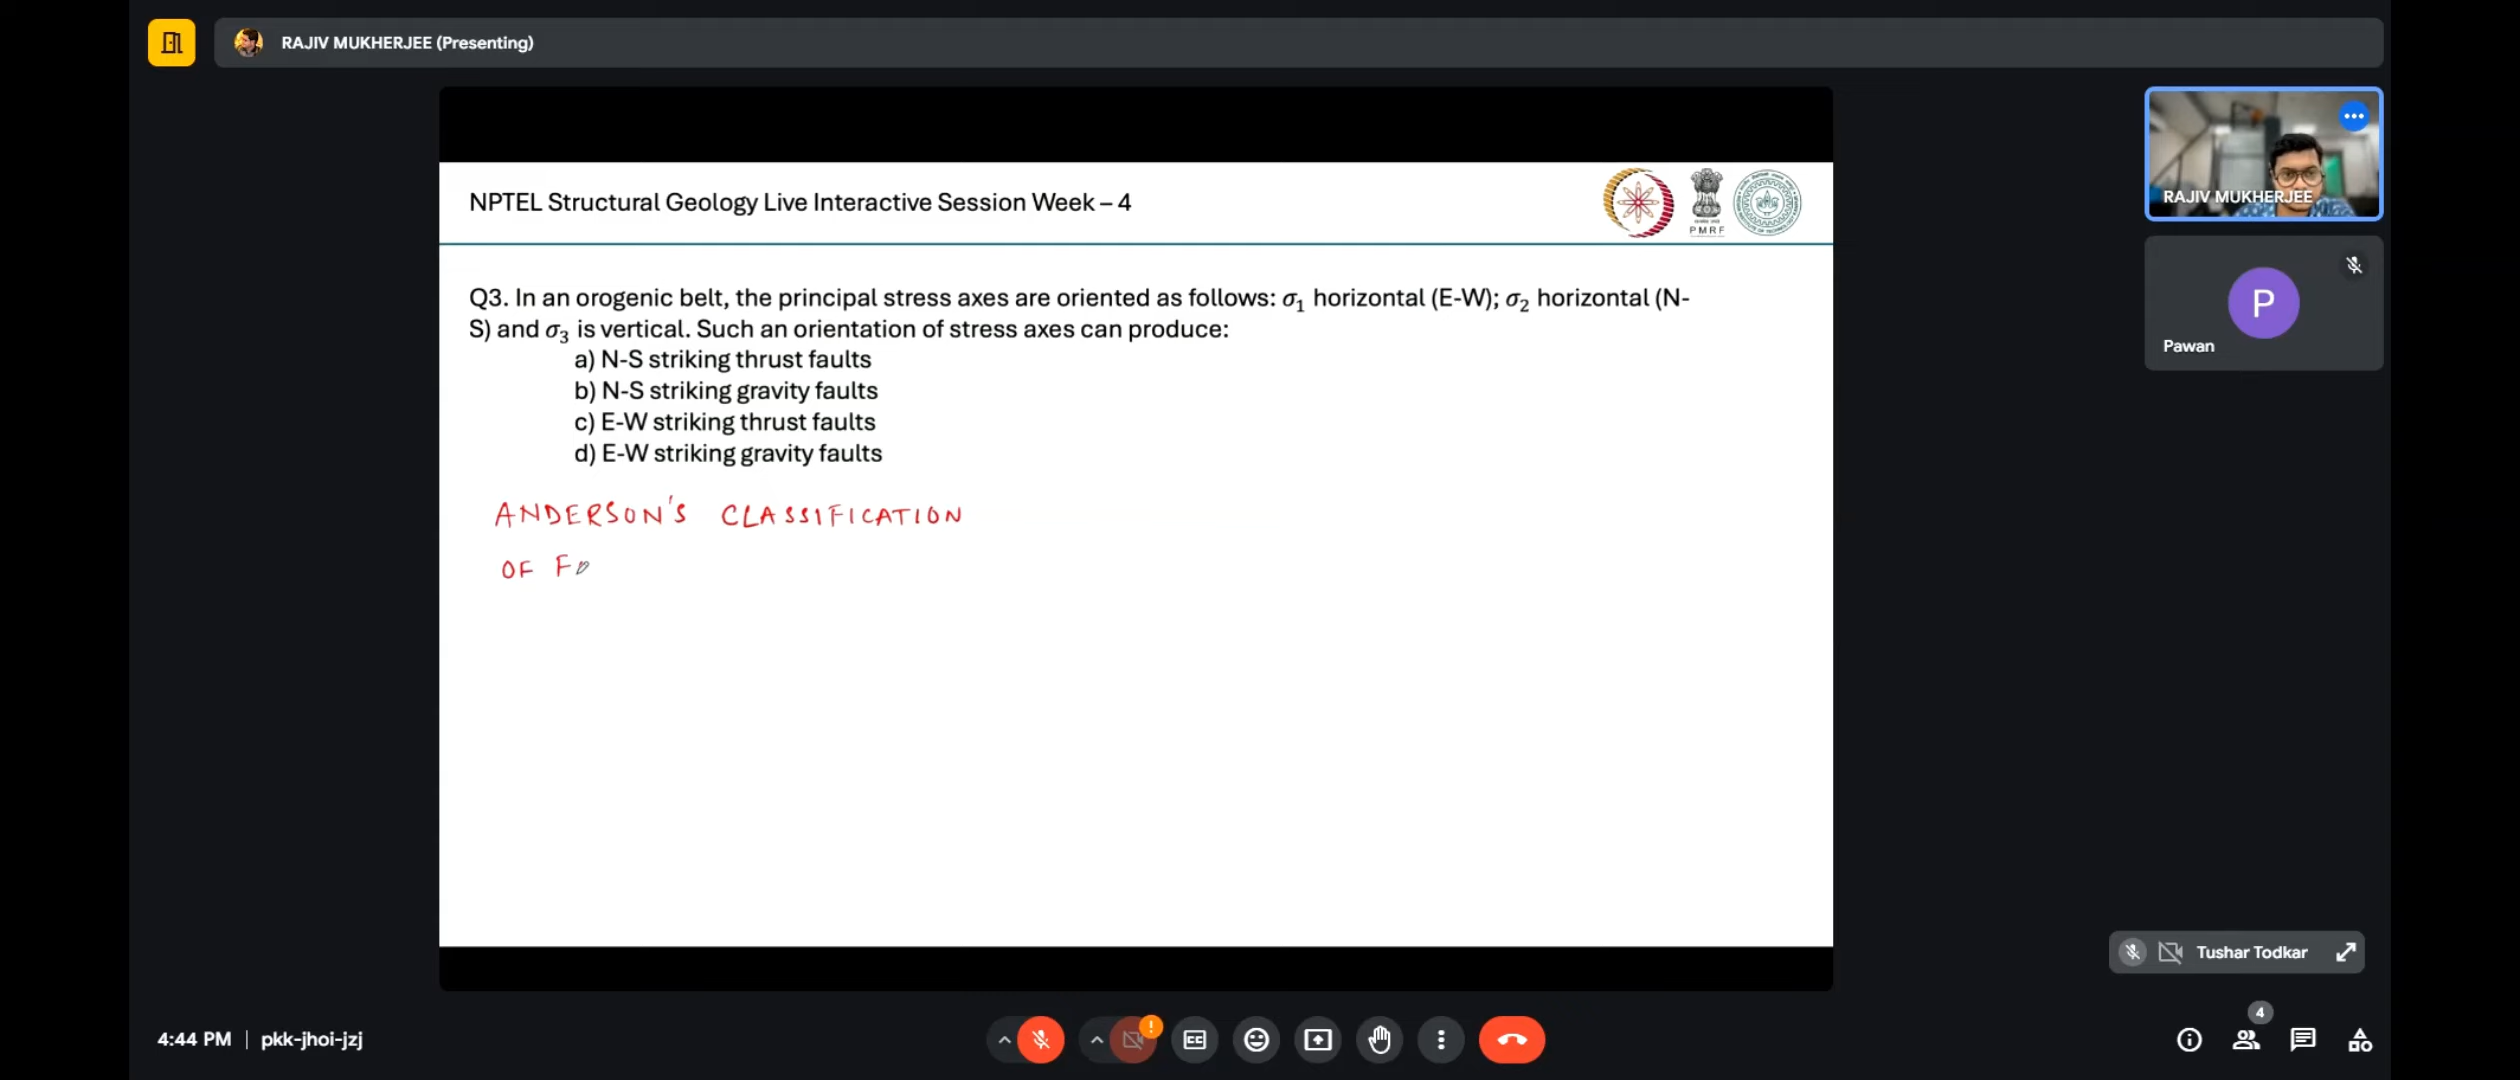 RAJIV MUKHERJEE (Presenting)
NPTEL Structural Geology Live Interactive Session Week – 4
PMRF
Q3. In an orogenic belt, the principal stress axes are oriented as follows: σ₁ horizontal (E-W); σ₂ horizontal (N-
S) and σ₃ is vertical. Such an orientation of stress axes can produce:
a) N-S striking thrust faults
b) N-S striking gravity faults
c) E-W striking thrust faults
d) E-W striking gravity faults
ANDERSON'S CLASSIFICATION
OF F
RAJIV MUKHERJEE
P
Pawan
Tushar Todkar
4:44 PM | pkk-jhoi-jzj
CC
4